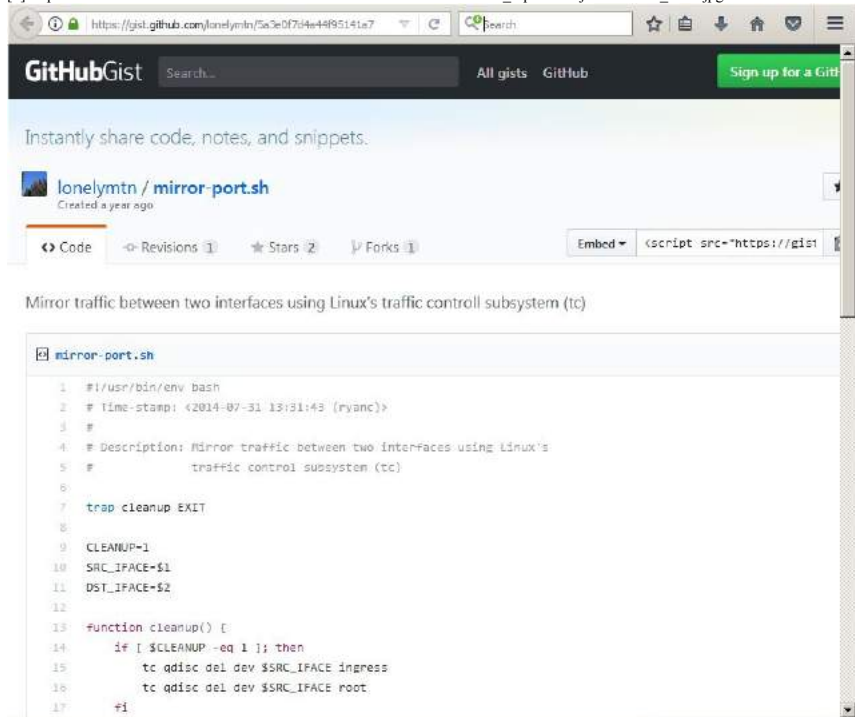 https://gist.github.com/lonelymtn/5a3e0f7d4a44f95141a7
Search
GitHubGist Search... All gists GitHub Sign up for a GitH
Instantly share code, notes, and snippets.
lonelymtn / mirror-port.sh
Created a year ago
Code Revisions 1 Stars 2 Forks 1 Embed <script src="https://gist
Mirror traffic between two interfaces using Linux's traffic controll subsystem (tc)
mirror-port.sh
1 #!/usr/bin/env bash
2 # Time-stamp: <2014-07-31 13:31:43 (ryanc)>
3 #
4 # Description: Mirror traffic between two interfaces using Linux's
5 # traffic control subsystem (tc)
6
7 trap cleanup EXIT
8
9 CLEANUP=1
10 SRC_IFACE=$1
11 DST_IFACE=$2
12
13 function cleanup() {
14 if [ $CLEANUP -eq 1 ]; then
15 tc qdisc del dev $SRC_IFACE ingress
16 tc qdisc del dev $SRC_IFACE root
17 fi